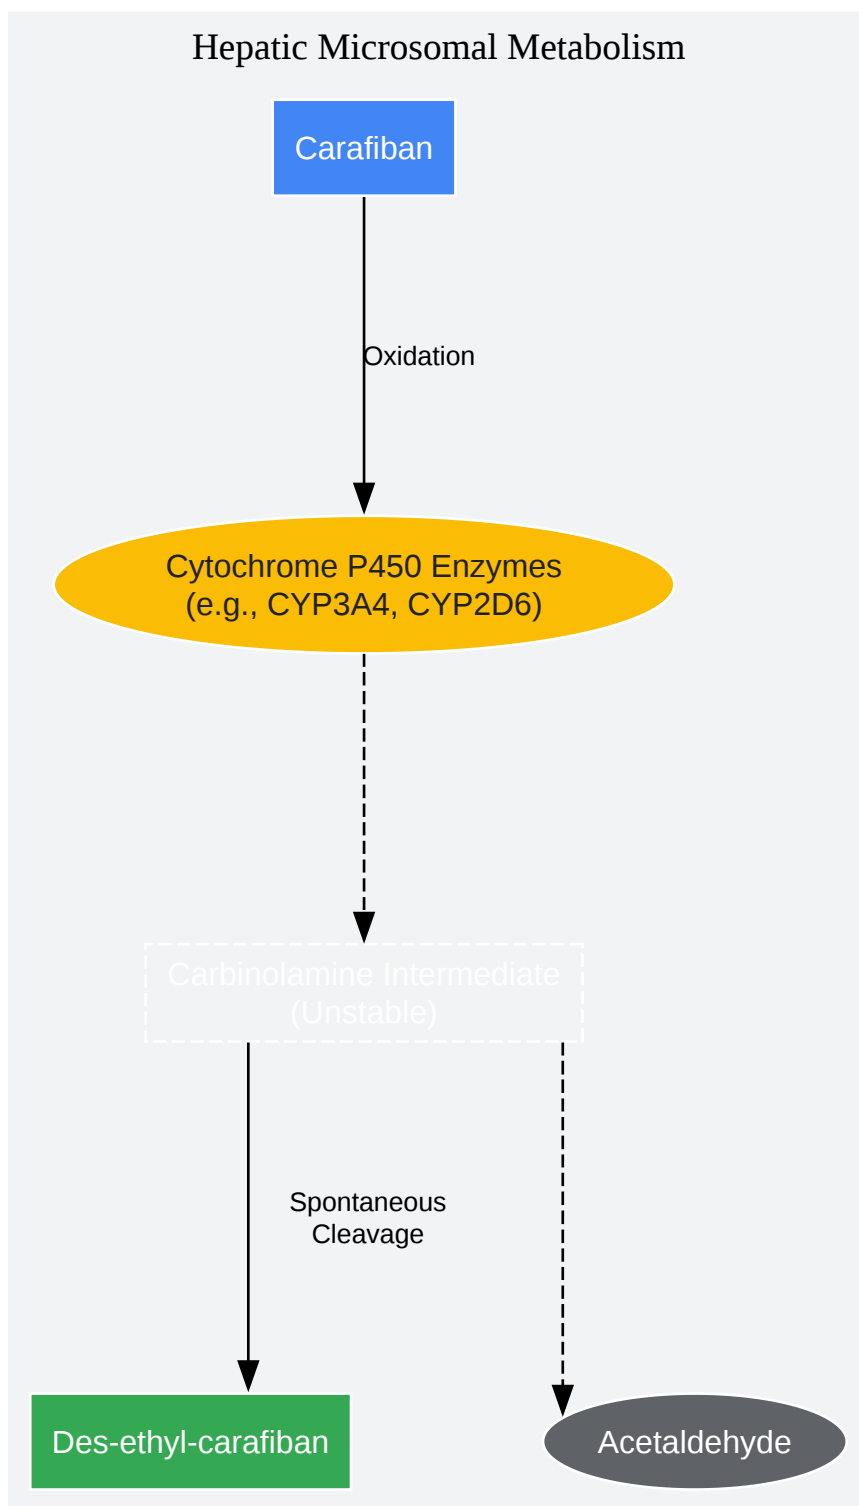 Hepatic Microsomal Metabolism
Carafiban
Oxidation
Cytochrome P450 Enzymes
(e.g., CYP3A4, CYP2D6)
Carbinolamine Intermediate
(Unstable)
Spontaneous
Cleavage
Des-ethyl-carafiban
Acetaldehyde